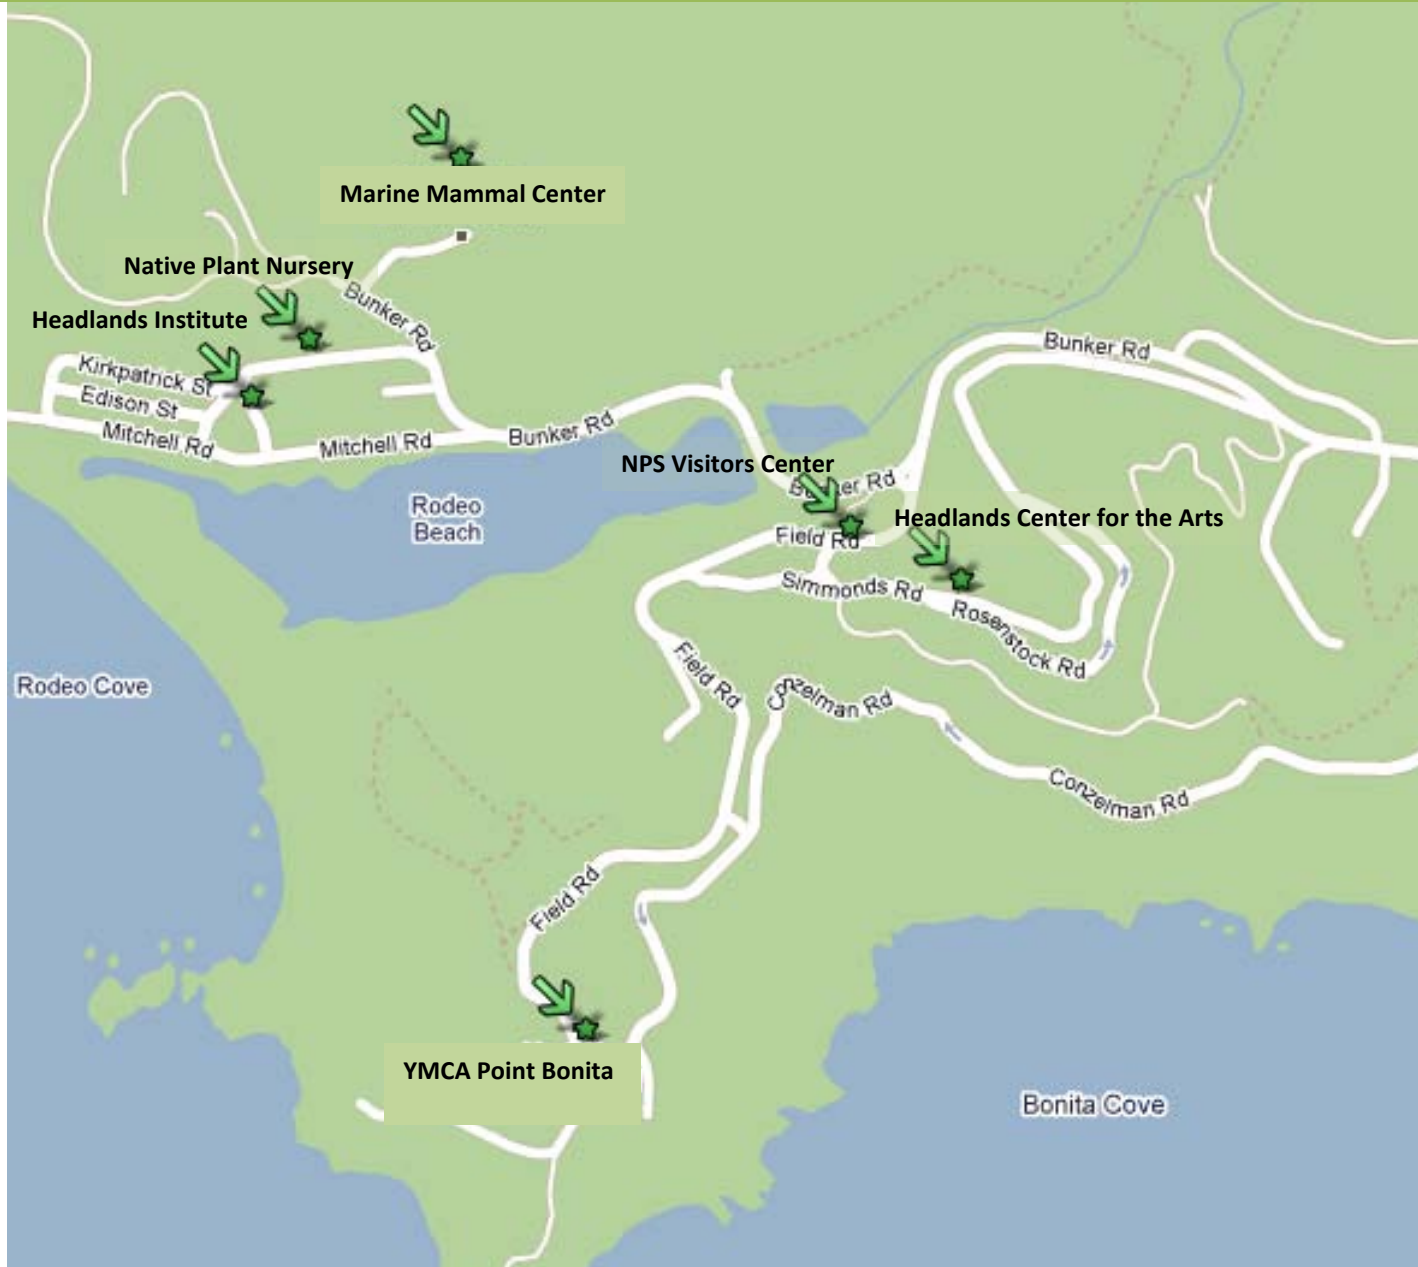 Marine Mammal Center
Native Plant Nursery
Bunker Rd
Headlands Institute
Kirkpatrick St
Edison St
Mitchell Rd
Mitchell Rd
Bunker Rd
Bunker Rd
NPS Visitors Center
Bunker Rd
Rodeo
Beach
Headlands Center for the Arts
Field Rd
Simmonds Rd
Rosenstock Rd
Rodeo Cove
Field Rd
Conzelman Rd
Conzelman Rd
Field Rd
YMCA Point Bonita
Bonita Cove